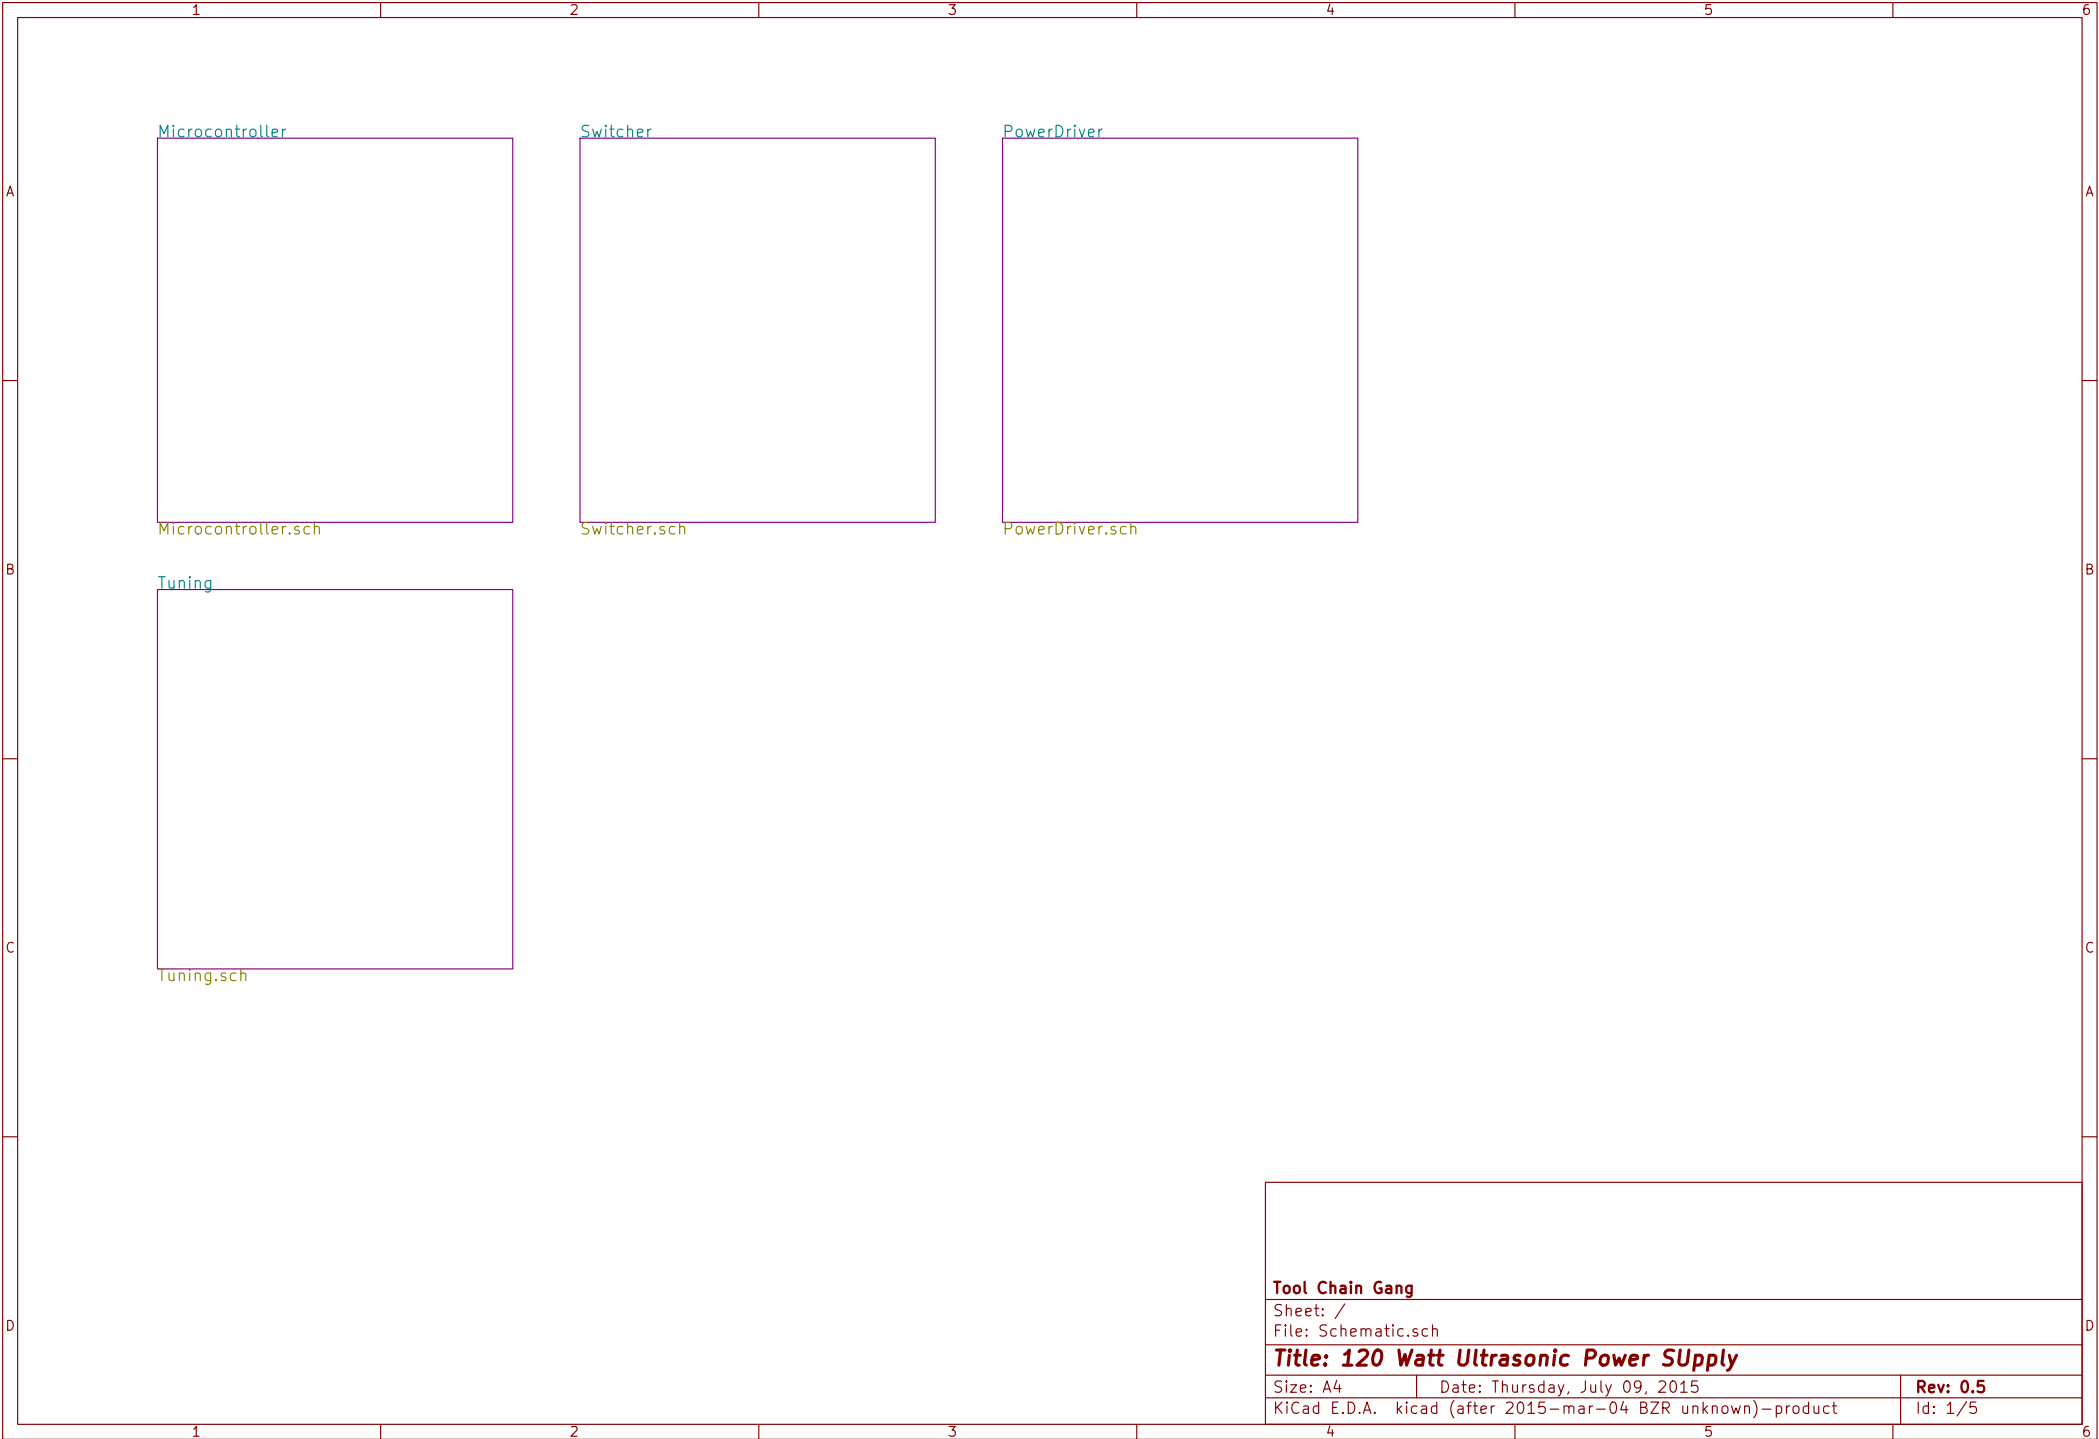 1 2 3 4 5 6
Microcontroller Switcher PowerDriver
A A
Microcontroller.sch Switcher.sch PowerDriver.sch
B B
Tuning
C C
Tuning.sch
Tool Chain Gang
Sheet: /
D D
File: Schematic.sch
Title: 120 Watt Ultrasonic Power SUpply
Size: A4 Date: Thursday, July 09, 2015 Rev: 0.5
KiCad E.D.A. kicad (after 2015-mar-04 BZR unknown)-product Id: 1/5
1 2 3 4 5 6